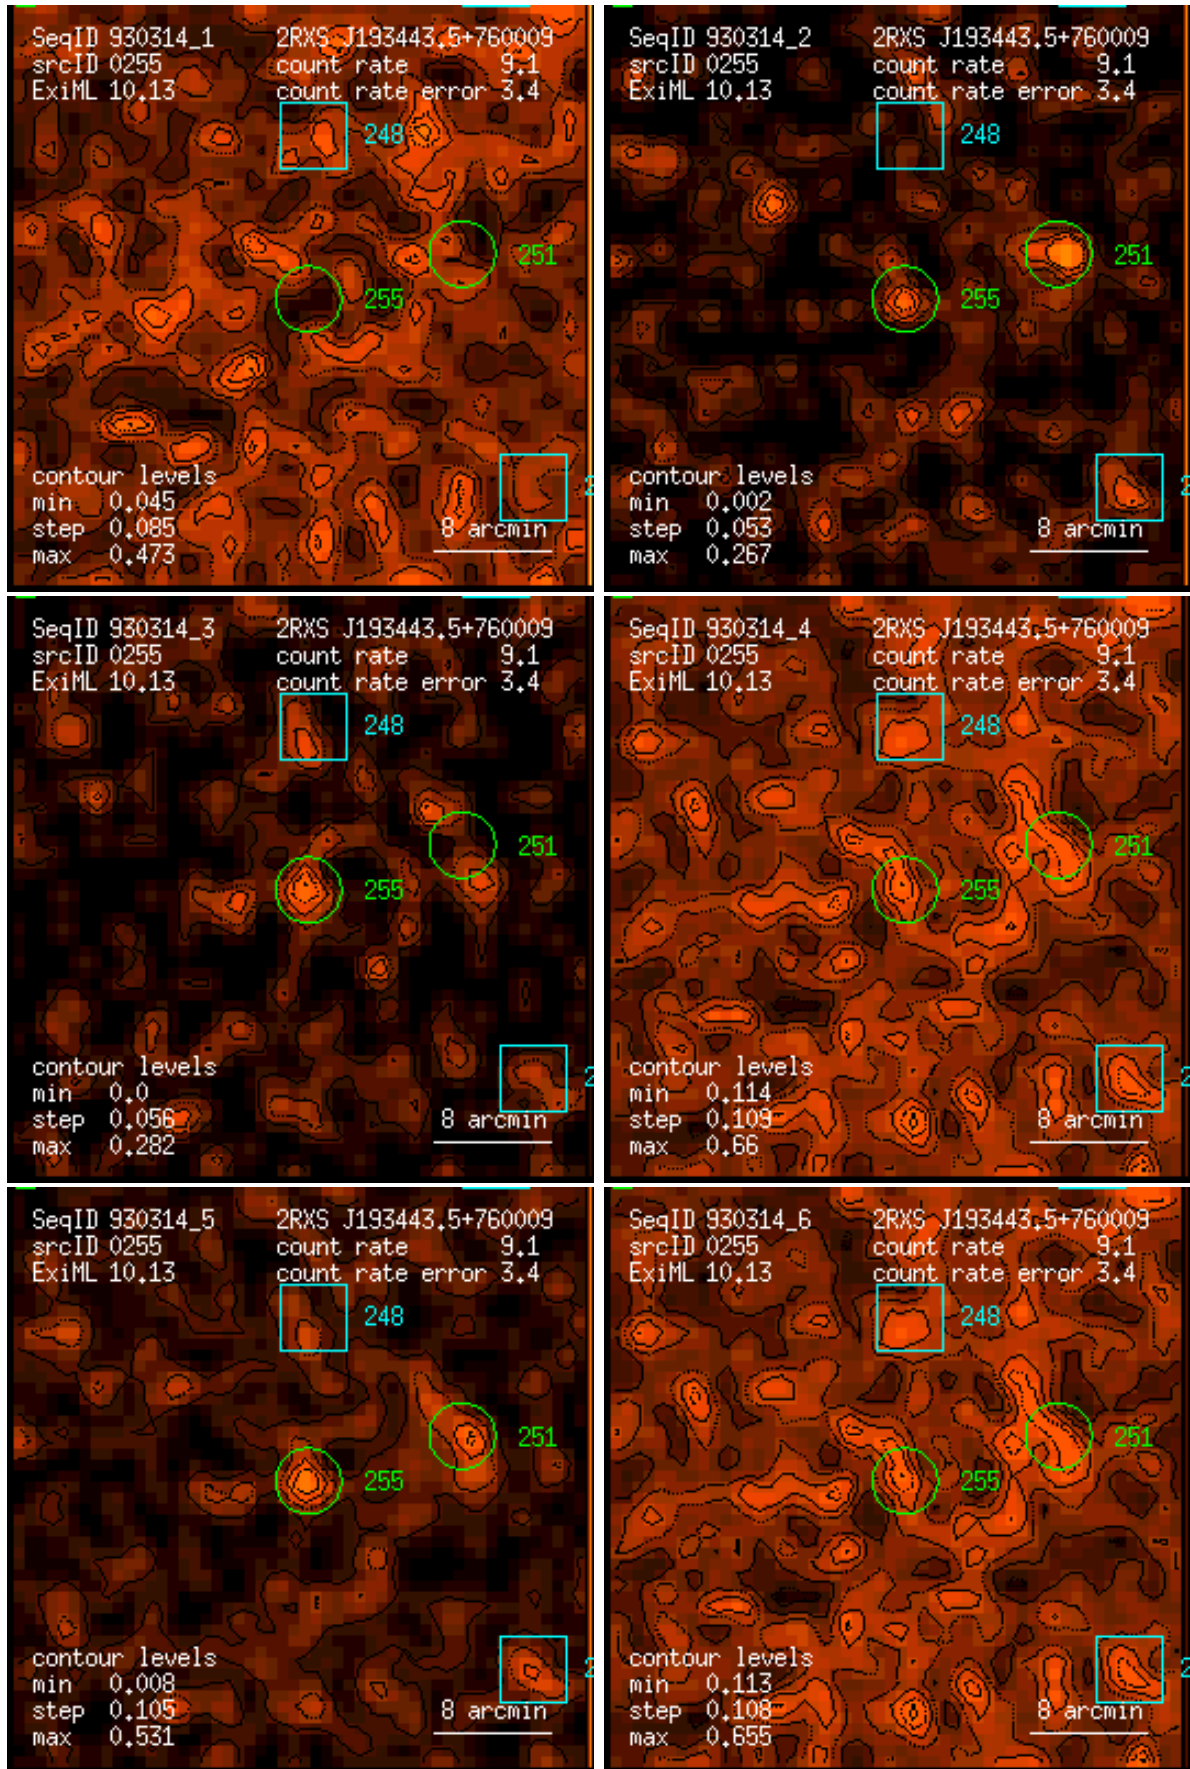 SeqID 930314_1 2RXS J193443.5+760009
srcID 0255 count rate 9.1
ExiML 10.13 count rate error 3.4
248
251
255
contour levels
min 0.045
2
step 0.085 8 arcmin
max 0.473
SeqID 930314_2 2RXS J193443.5+760009
srcID 0255 count rate 9.1
ExiML 10.13 count rate error 3.4
248
251
255
contour levels
min 0.002
2
step 0.053 8 arcmin
max 0.267
SeqID 930314_3 2RXS J193443.5+760009
srcID 0255 count rate 9.1
ExiML 10.13 count rate error 3.4
248
251
255
contour levels
min 0.0
2
step 0.056 8 arcmin
max 0.282
SeqID 930314_4 2RXS J193443.5+760009
srcID 0255 count rate 9.1
ExiML 10.13 count rate error 3.4
248
251
255
contour levels
min 0.114
2
step 0.109 8 arcmin
max 0.66
SeqID 930314_5 2RXS J193443.5+760009
srcID 0255 count rate 9.1
ExiML 10.13 count rate error 3.4
248
251
255
contour levels
min 0.008
2
step 0.105 8 arcmin
max 0.531
SeqID 930314_6 2RXS J193443.5+760009
srcID 0255 count rate 9.1
ExiML 10.13 count rate error 3.4
248
251
255
contour levels
min 0.113
2
step 0.108 8 arcmin
max 0.655